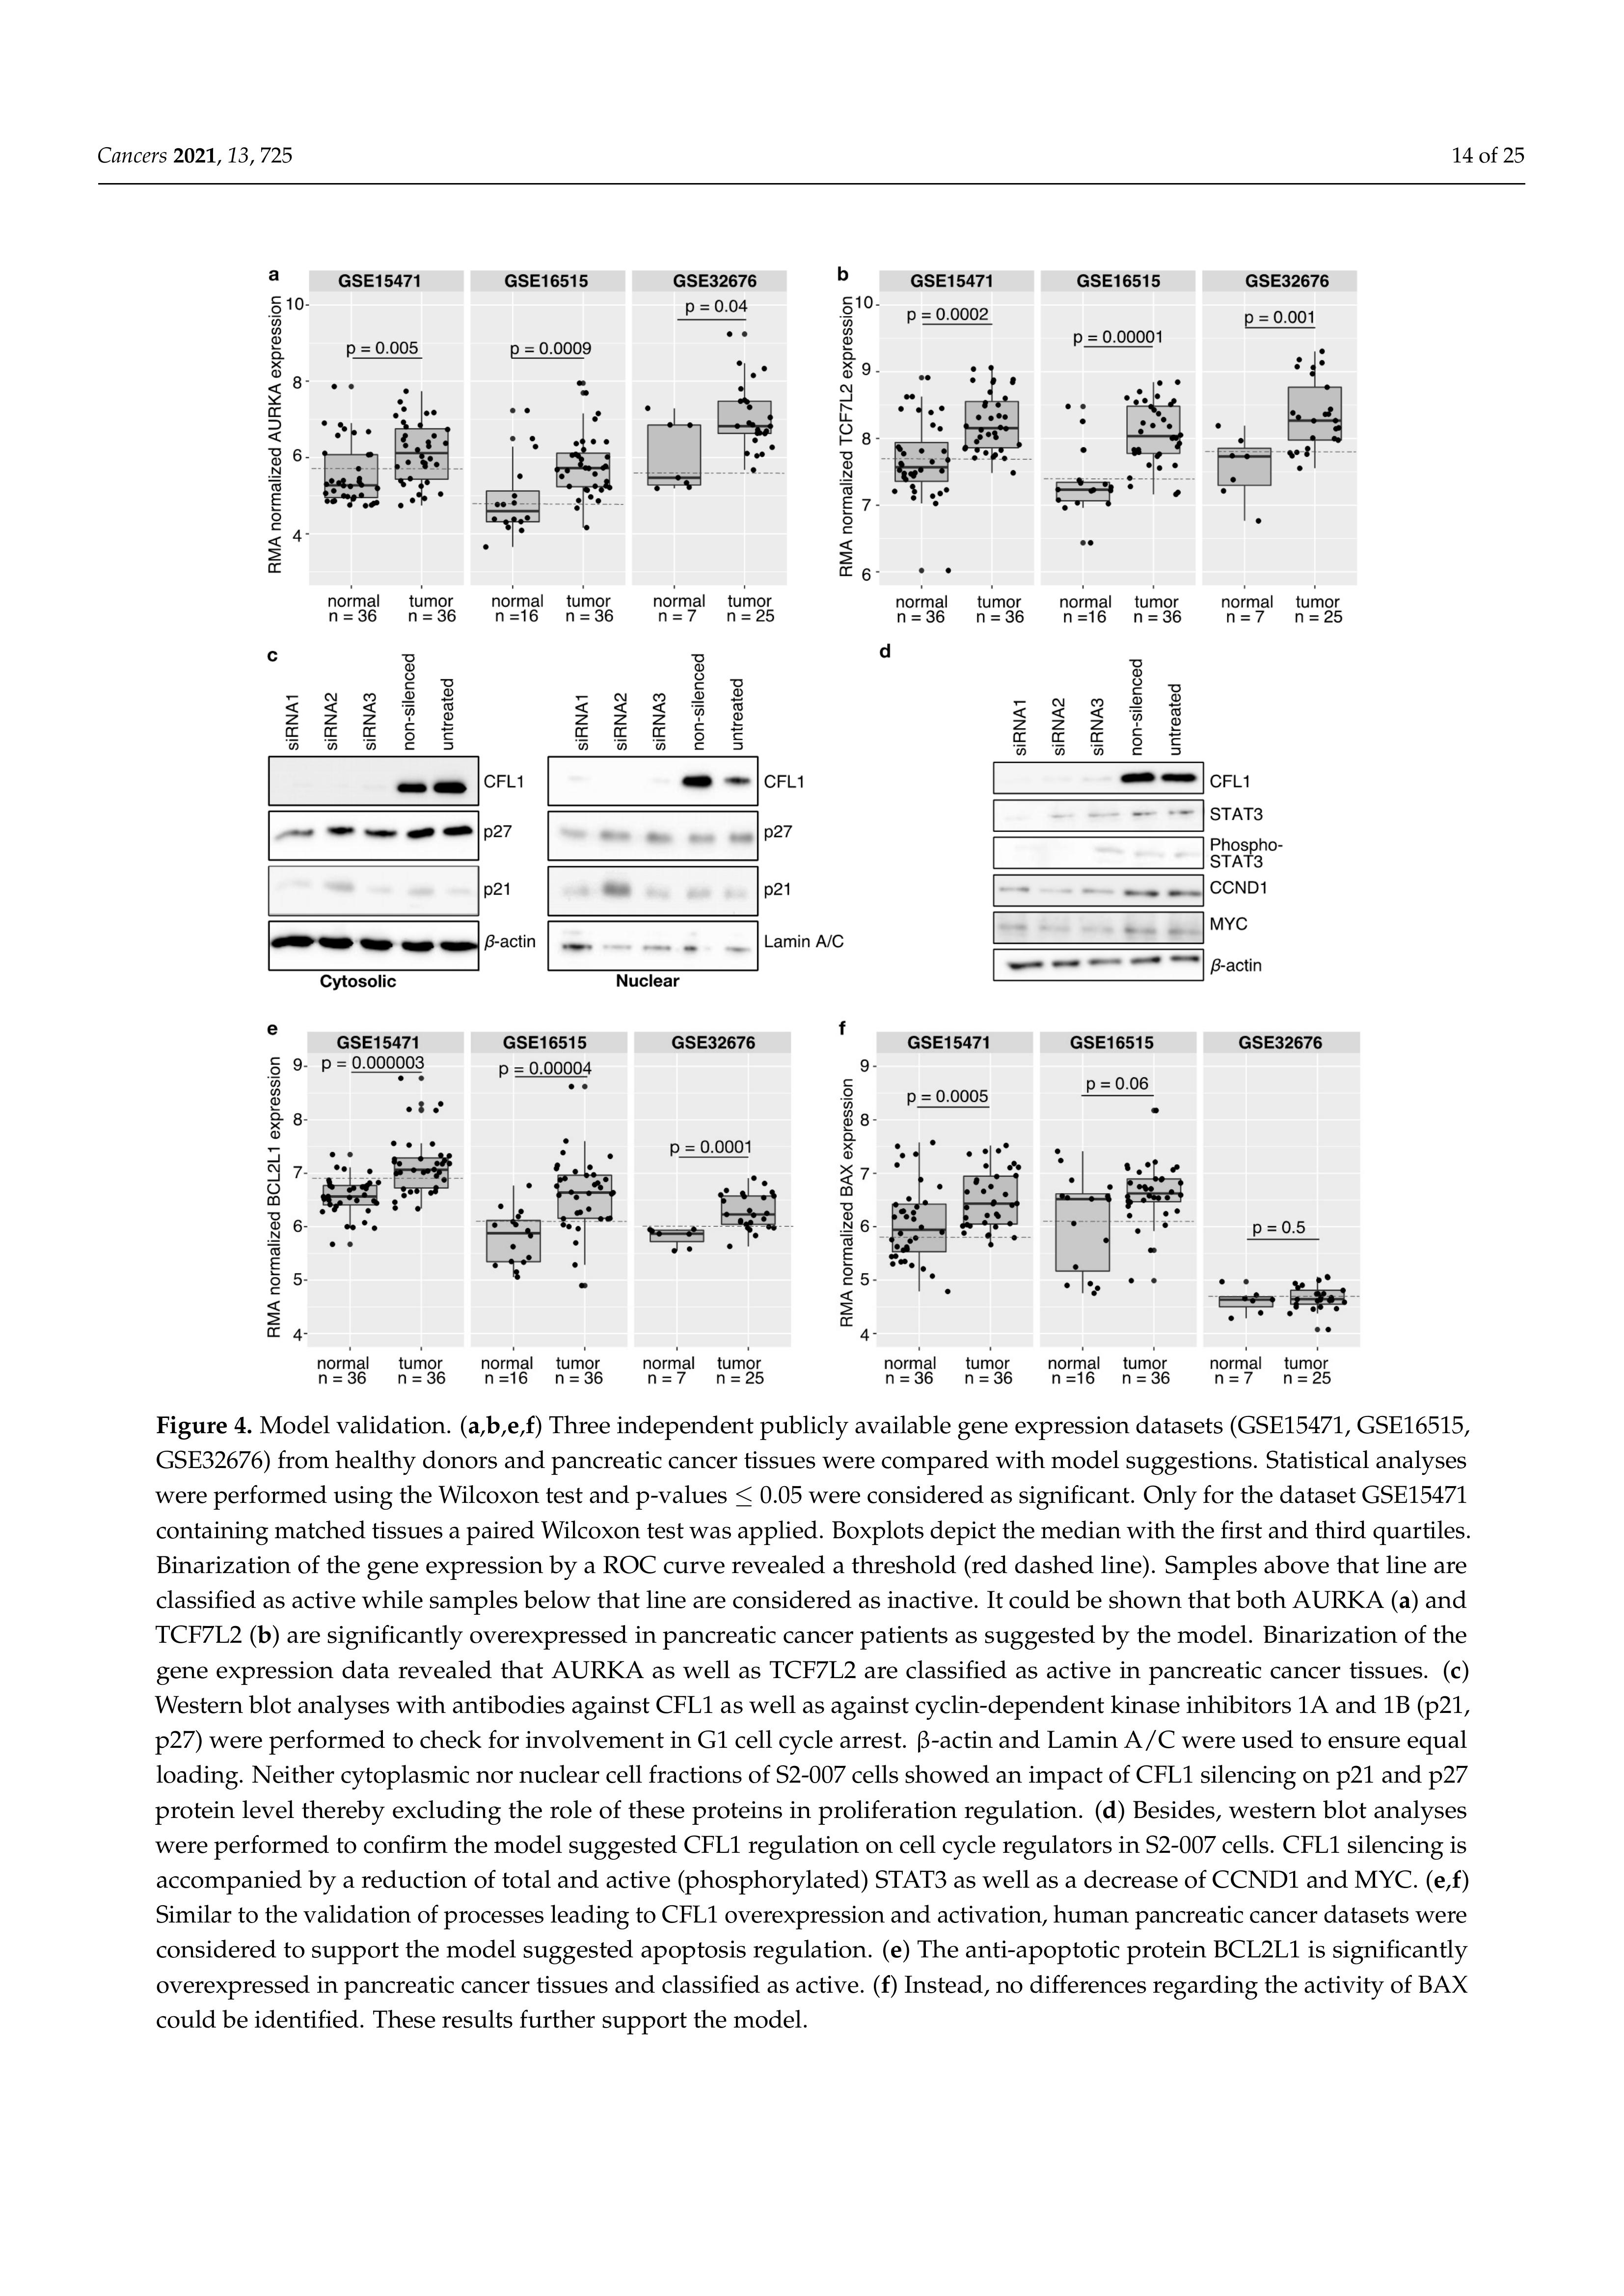 Cancers 2021, 13, 725
14 of 25
a
GSE15471 GSE16515 GSE32676
RMA normalized AURKA expression
10
8
6
4
p = 0.005
p = 0.0009
p = 0.04
normal tumor normal tumor normal tumor
n = 36 n = 36 n =16 n = 36 n = 7 n = 25
b
GSE15471 GSE16515 GSE32676
RMA normalized TCF7L2 expression
10
9
8
7
6
p = 0.0002
p = 0.00001
p = 0.001
normal tumor normal tumor normal tumor
n = 36 n = 36 n =16 n = 36 n = 7 n = 25
c
siRNA1 siRNA2 siRNA3 non-silenced untreated
CFL1
p27
p21
β-actin
Cytosolic
siRNA1 siRNA2 siRNA3 non-silenced untreated
CFL1
p27
p21
Lamin A/C
Nuclear
d
siRNA1 siRNA2 siRNA3 non-silenced untreated
CFL1
STAT3
Phospho-
STAT3
CCND1
MYC
β-actin
e
GSE15471 GSE16515 GSE32676
RMA normalized BCL2L1 expression
9
8
7
6
5
4
p = 0.000003
p = 0.00004
p = 0.0001
normal tumor normal tumor normal tumor
n = 36 n = 36 n =16 n = 36 n = 7 n = 25
f
GSE15471 GSE16515 GSE32676
RMA normalized BAX expression
9
8
7
6
5
4
p = 0.0005
p = 0.06
p = 0.5
normal tumor normal tumor normal tumor
n = 36 n = 36 n =16 n = 36 n = 7 n = 25
Figure 4. Model validation. (a,b,e,f) Three independent publicly available gene expression datasets (GSE15471, GSE16515,
GSE32676) from healthy donors and pancreatic cancer tissues were compared with model suggestions. Statistical analyses
were performed using the Wilcoxon test and p-values ≤ 0.05 were considered as significant. Only for the dataset GSE15471
containing matched tissues a paired Wilcoxon test was applied. Boxplots depict the median with the first and third quartiles.
Binarization of the gene expression by a ROC curve revealed a threshold (red dashed line). Samples above that line are
classified as active while samples below that line are considered as inactive. It could be shown that both AURKA (a) and
TCF7L2 (b) are significantly overexpressed in pancreatic cancer patients as suggested by the model. Binarization of the
gene expression data revealed that AURKA as well as TCF7L2 are classified as active in pancreatic cancer tissues. (c)
Western blot analyses with antibodies against CFL1 as well as against cyclin-dependent kinase inhibitors 1A and 1B (p21,
p27) were performed to check for involvement in G1 cell cycle arrest. β-actin and Lamin A/C were used to ensure equal
loading. Neither cytoplasmic nor nuclear cell fractions of S2-007 cells showed an impact of CFL1 silencing on p21 and p27
protein level thereby excluding the role of these proteins in proliferation regulation. (d) Besides, western blot analyses
were performed to confirm the model suggested CFL1 regulation on cell cycle regulators in S2-007 cells. CFL1 silencing is
accompanied by a reduction of total and active (phosphorylated) STAT3 as well as a decrease of CCND1 and MYC. (e,f)
Similar to the validation of processes leading to CFL1 overexpression and activation, human pancreatic cancer datasets were
considered to support the model suggested apoptosis regulation. (e) The anti-apoptotic protein BCL2L1 is significantly
overexpressed in pancreatic cancer tissues and classified as active. (f) Instead, no differences regarding the activity of BAX
could be identified. These results further support the model.